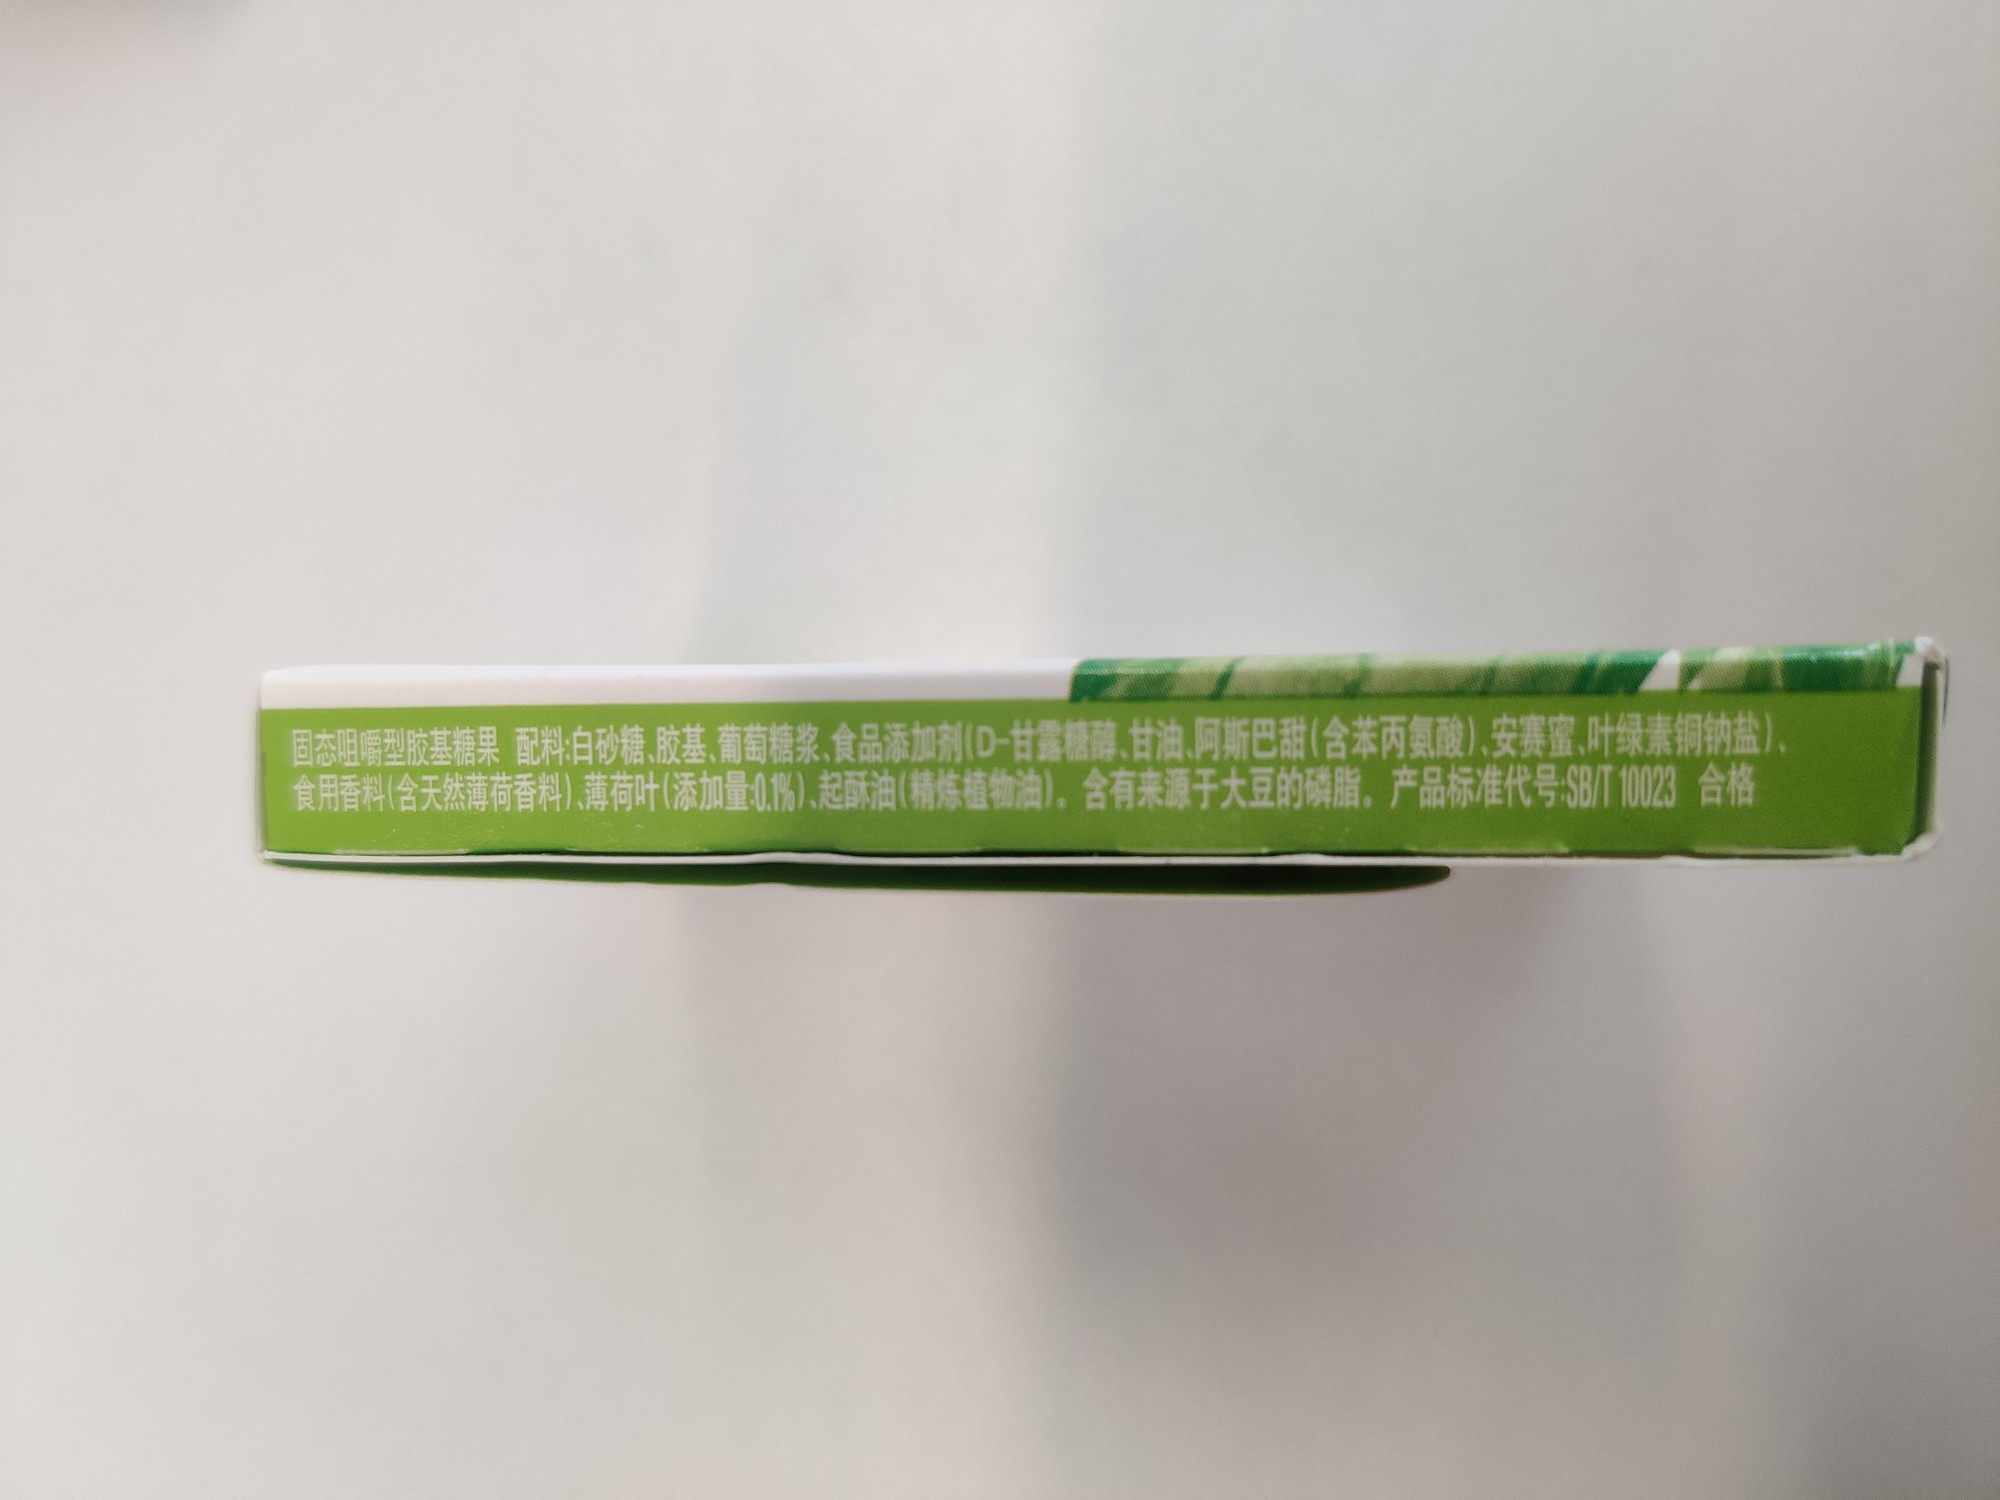 固态咀嚼型胶基糖果 配料:白砂糖、胶基、葡萄糖浆、食品添加剂(D-甘露糖醇、甘油、阿斯巴甜(含苯丙氨酸)、安赛蜜、叶绿素铜钠盐)、
食用香料(含天然薄荷香料)、薄荷叶(添加量:0.1%)、起酥油(精炼植物油)。含有来源于大豆的磷脂。产品标准代号:SB/T 10023 合格